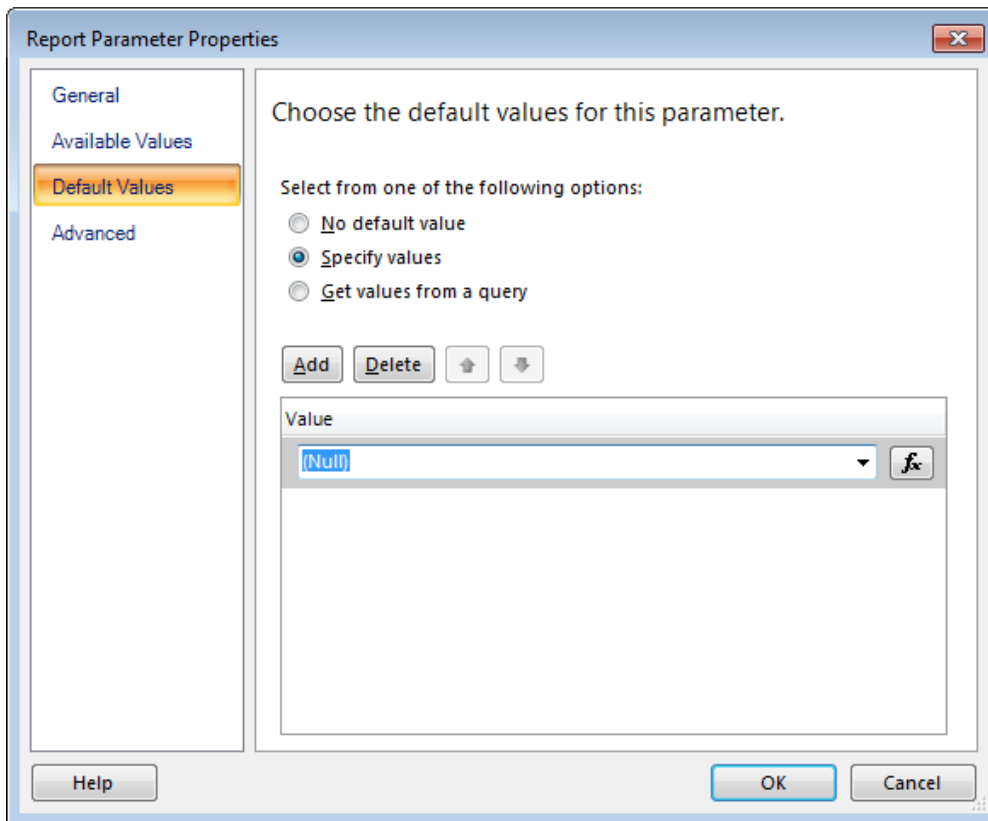 Report Parameter Properties
General
Available Values
Default Values
Advanced
Choose the default values for this parameter.
Select from one of the following options:
No default value
Specify values
Get values from a query
Add Delete
Value
(Null)
fx
Help OK Cancel